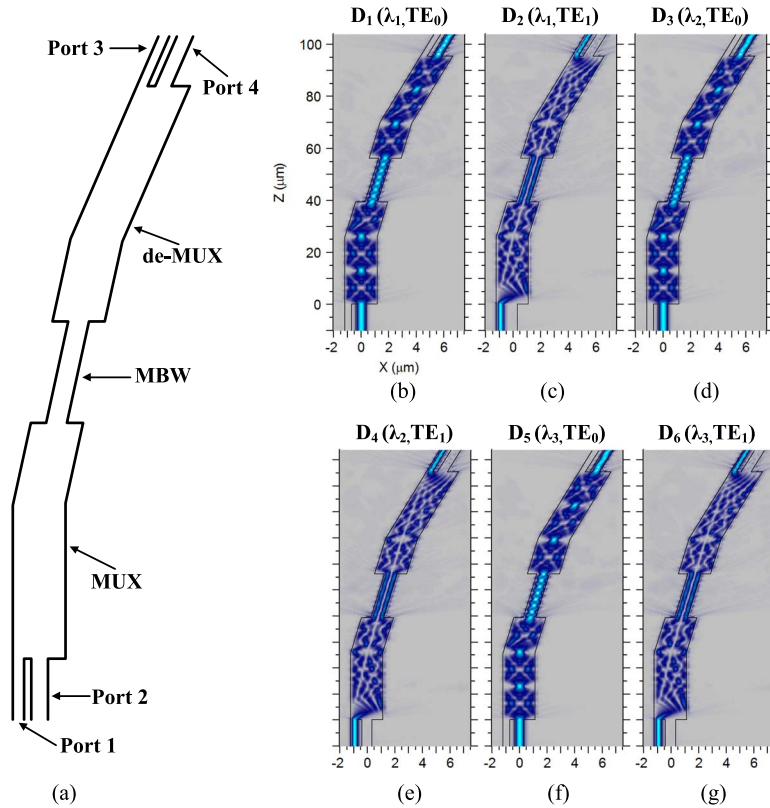 Port 3
Port 4
de-MUX
MBW
MUX
Port 2
Port 1
(a)
D₁ (λ₁,TE₀)
D₂ (λ₁,TE₁)
D₃ (λ₂,TE₀)
100
80
60
40
20
0
Z (μm)
-2 0 2 4 6
-2 0 2 4 6
-2 0 2 4 6
X (μm)
(b)
(c)
(d)
D₄ (λ₂,TE₁)
D₅ (λ₃,TE₀)
D₆ (λ₃,TE₁)
-2 0 2 4 6
-2 0 2 4 6
-2 0 2 4 6
(e)
(f)
(g)